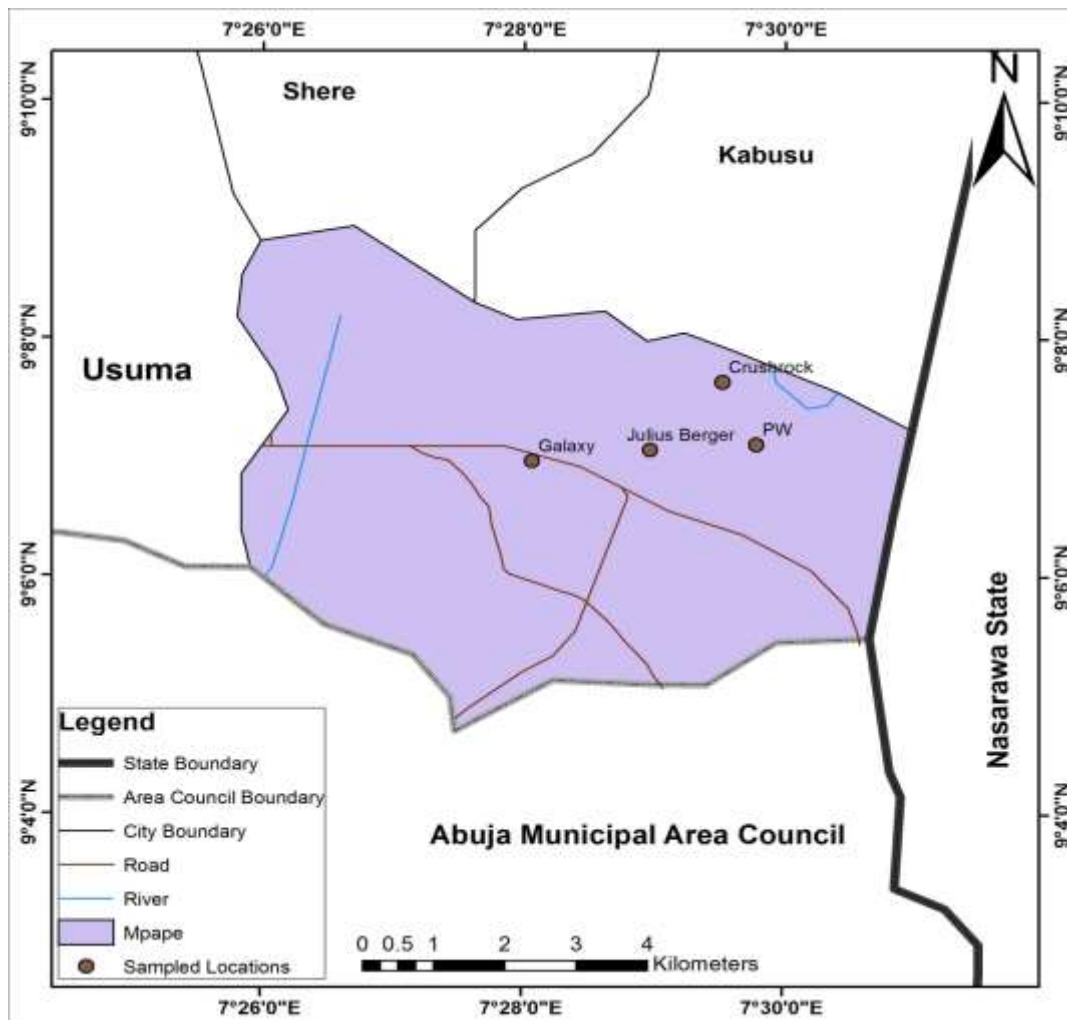 7°26'0"E 7°28'0"E 7°30'0"E
N
Shere
9°10'0"N 9°10'0"N
Kabusu
9°8'0"N 9°8'0"N
Usuma
Crushrock
Julius Berger PW
Galaxy
9°6'0"N 9°6'0"N
Nasarawa State
Legend
State Boundary
Area Council Boundary
9°4'0"N 9°4'0"N
City Boundary
Abuja Municipal Area Council
Road
River
Mpape
Sampled Locations
0 0.5 1 2 3 4
Kilometers
7°26'0"E 7°28'0"E 7°30'0"E